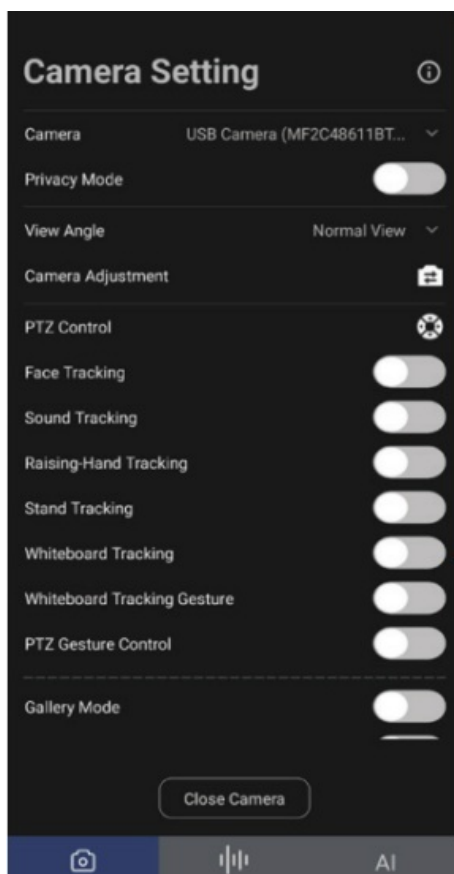 Camera Setting
Camera USB Camera (MF2C48611BT...
Privacy Mode
View Angle Normal View
Camera Adjustment
PTZ Control
Face Tracking
Sound Tracking
Raising-Hand Tracking
Stand Tracking
Whiteboard Tracking
Whiteboard Tracking Gesture
PTZ Gesture Control
Gallery Mode
Close Camera
AI